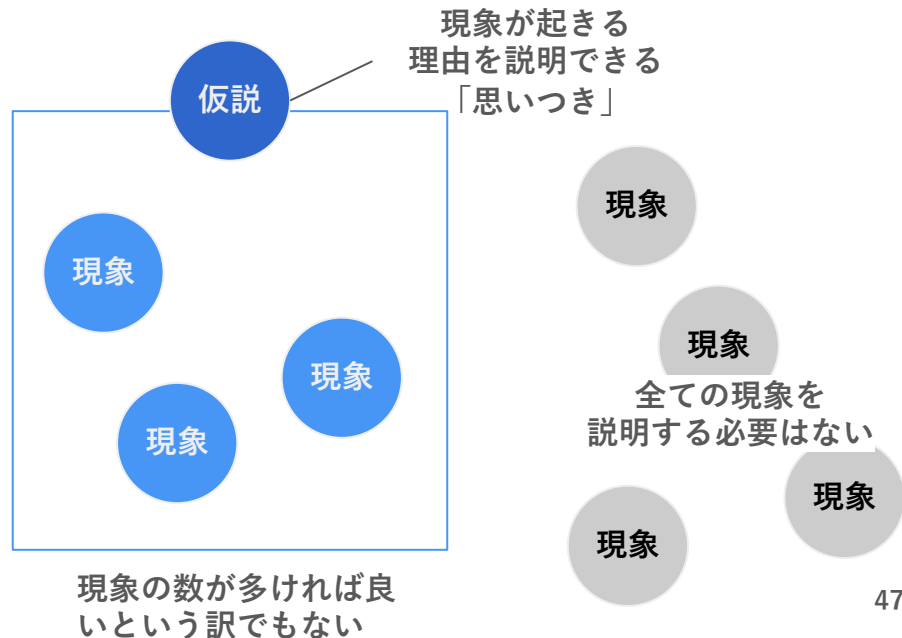 現象が起きる
理由を説明できる
「思いつき」
仮説
現象
現象
現象
現象
現象
全ての現象を
説明する必要はない
現象
現象
現象の数が多ければ良
いという訳でもない
47